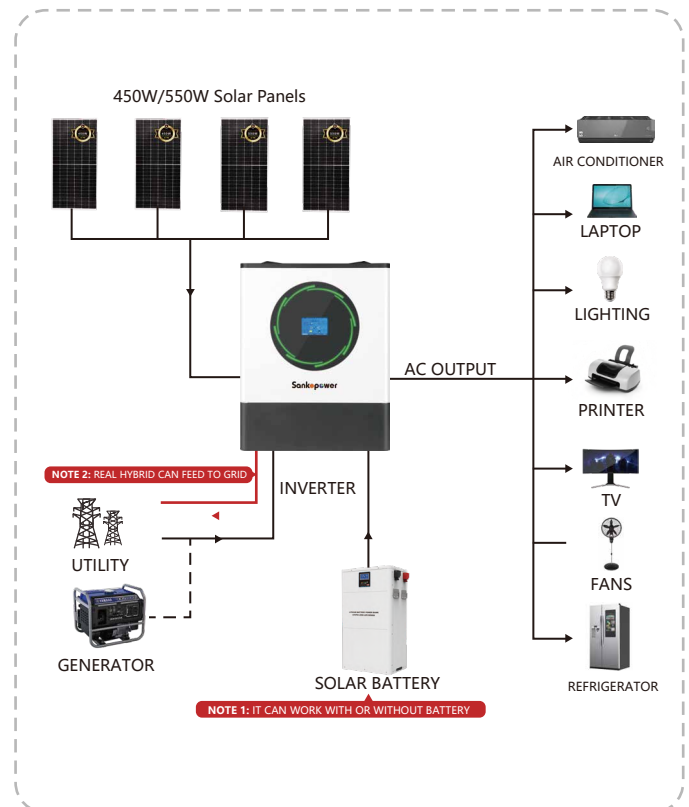 450W/550W Solar Panels
AIR CONDITIONER
LAPTOP
LIGHTING
Sankopower
AC OUTPUT
PRINTER
NOTE 2: REAL HYBRID CAN FEED TO GRID
INVERTER
TV
UTILITY
FANS
GENERATOR
SOLAR BATTERY
REFRIGERATOR
NOTE 1: IT CAN WORK WITH OR WITHOUT BATTERY